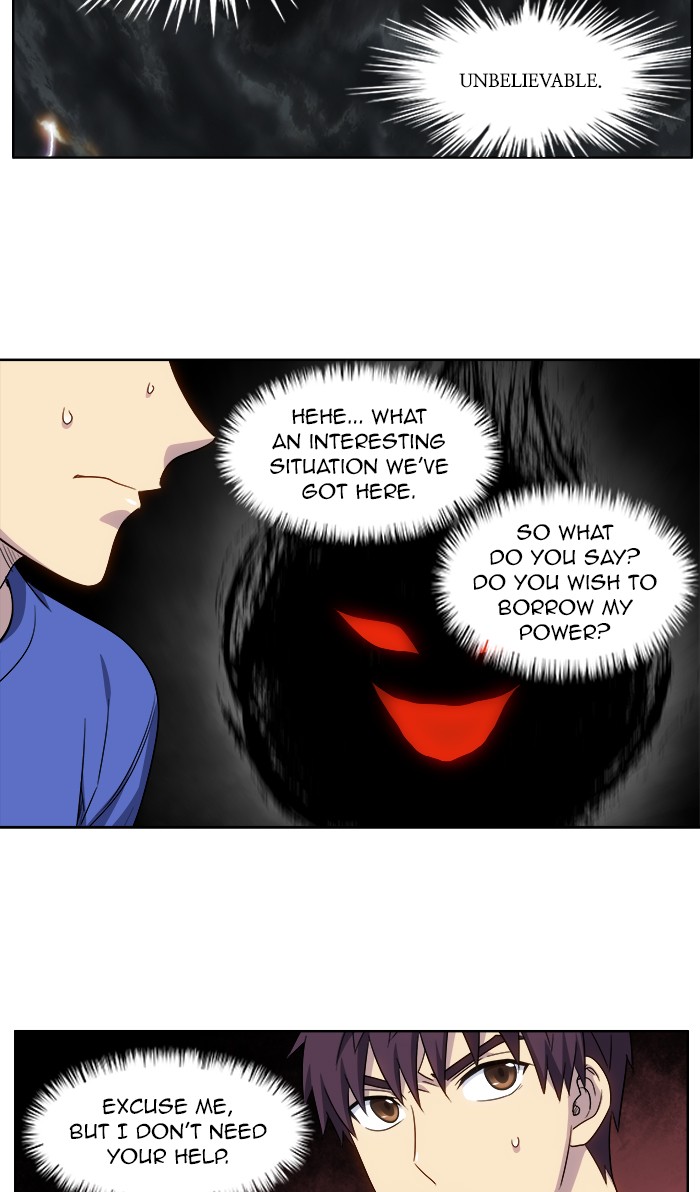 UNBELIEVABLE.
HEHE... WHAT
AN INTERESTING
SITUATION WE'VE
GOT HERE.
SO WHAT
DO YOU SAY?
DO YOU WISH TO
BORROW MY
POWER?
EXCUSE ME,
BUT I DON'T NEED
YOUR HELP.